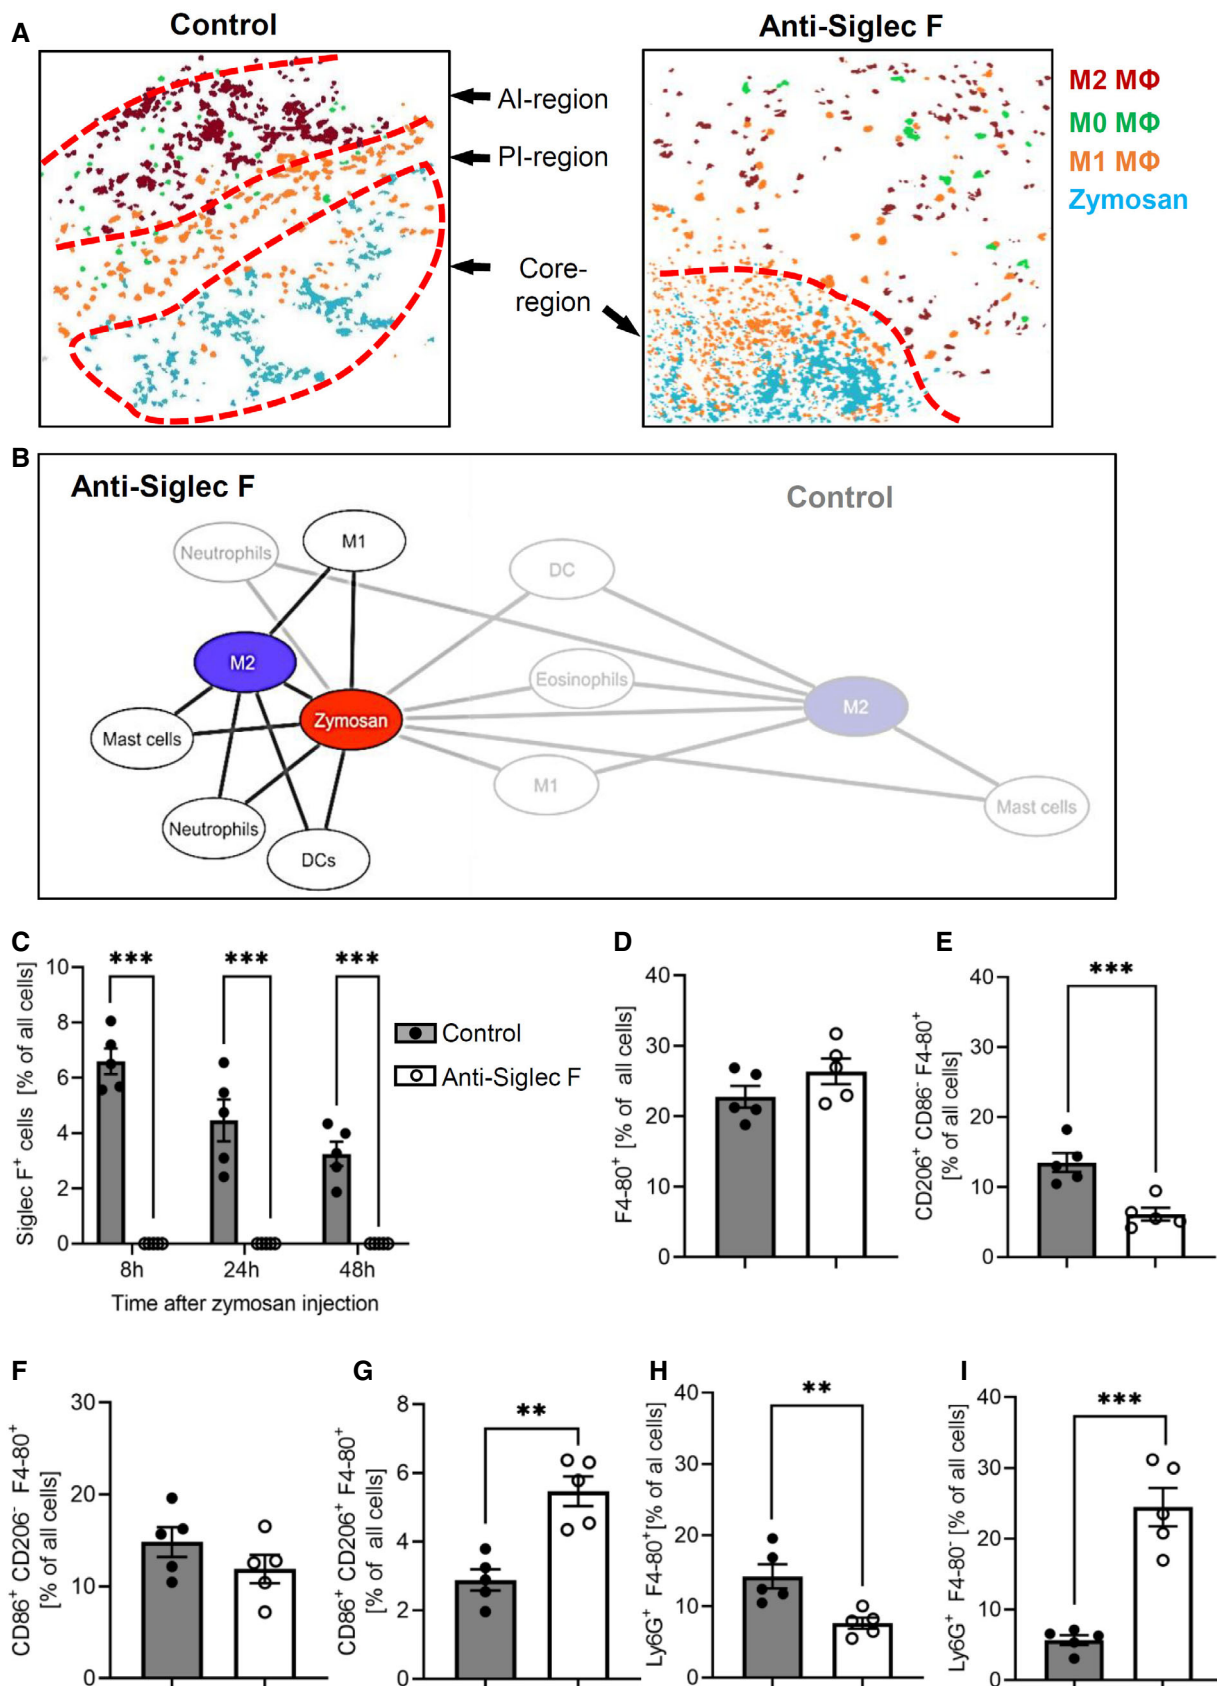 A
Control
Anti-Siglec F
AI-region
PI-region
Core-
region
M2 MΦ
M0 MΦ
M1 MΦ
Zymosan
B
Anti-Siglec F
Control
Neutrophils
M1
DC
M2
Eosinophils
Zymosan
M2
Mast cells
M1
Mast cells
Neutrophils
DCs
C
Siglec F⁺ cells [% of all cells]
10
8
6
4
2
0
***
***
***
8h
24h
48h
Time after zymosan injection
Control
Anti-Siglec F
D
F4-80⁺ [% of all cells]
40
30
20
10
0
E
CD206⁺ CD86⁻ F4-80⁺
[% of all cells]
40
30
20
10
0
***
F
CD86⁺ CD206⁻ F4-80⁺
[% of all cells]
30
20
10
0
G
CD86⁺ CD206⁺ F4-80⁺
[% of all cells]
8
6
4
2
0
**
H
Ly6G⁺ F4-80⁺[% of al cells]
40
30
20
10
0
**
I
Ly6G⁺ F4-80⁻ [% of all cells]
40
30
20
10
0
***